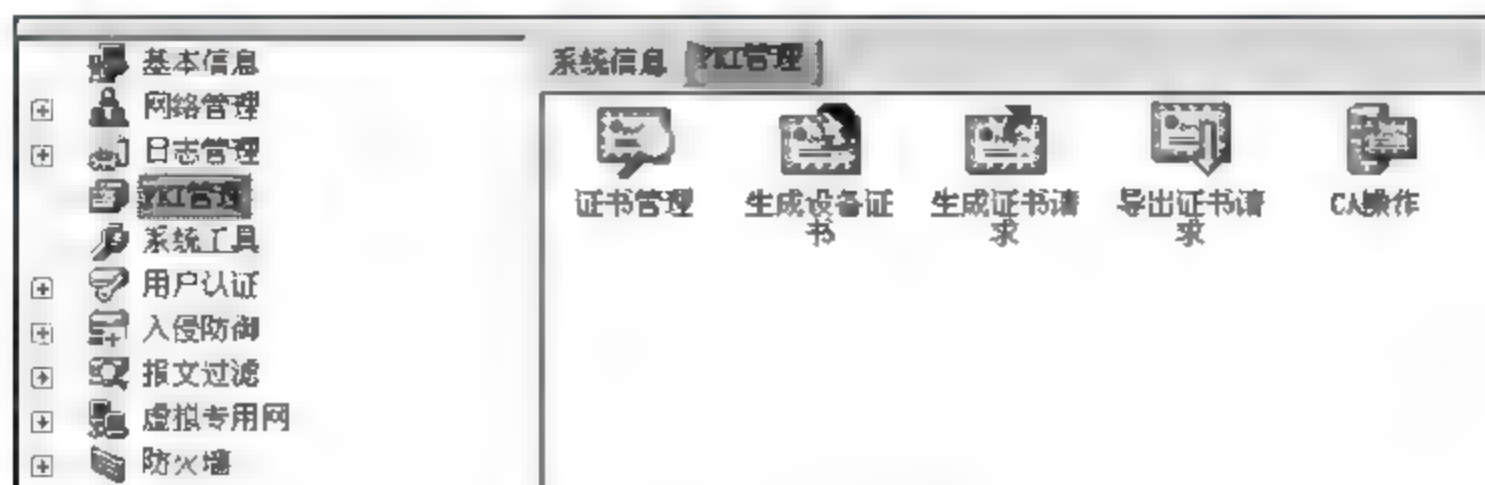 基本信息
网络管理
日志管理
PKI管理
系统工具
用户认证
入侵防御
报文过滤
虚拟专用网
防火墙
系统信息 PKI管理
证书管理
生成设备证
书
生成证书请
求
导出证书请
求
CA操作